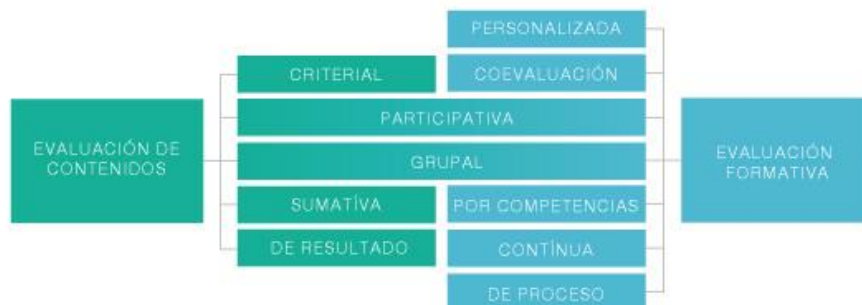 PERSONALIZADA
CRITERIAL
COEVALUACIÓN
PARTICIPATIVA
EVALUACIÓN DE
CONTENIDOS
GRUPAL
EVALUACIÓN
FORMATIVA
SUMATÍVA
POR COMPETENCIAS
DE RESULTADO
CONTÍNUA
DE PROCESO